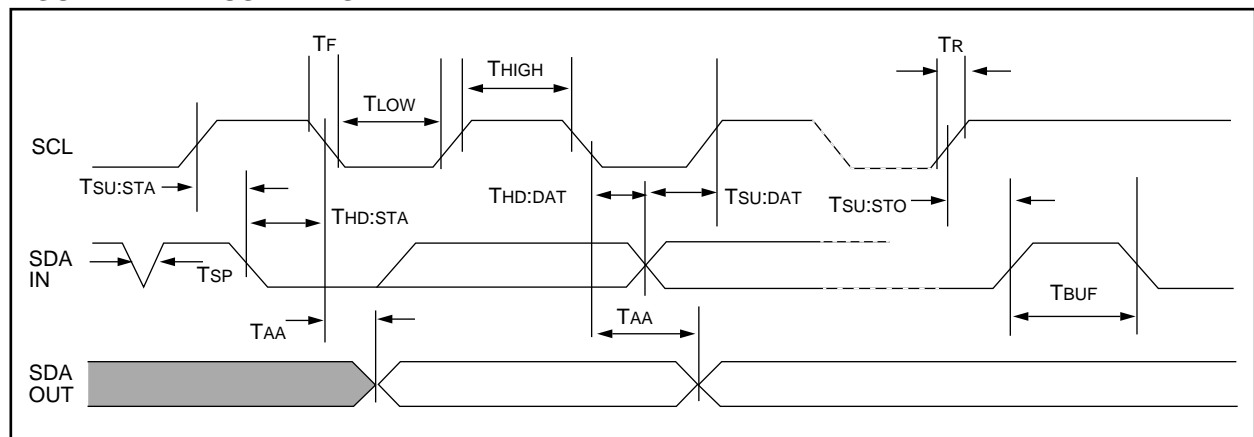 TF
TR
THIGH
TLOW
SCL
TSU:STA
THD:STA
THD:DAT
TSU:DAT
TSU:STO
SDA
IN
TSP
TBUF
TAA
TAA
SDA
OUT